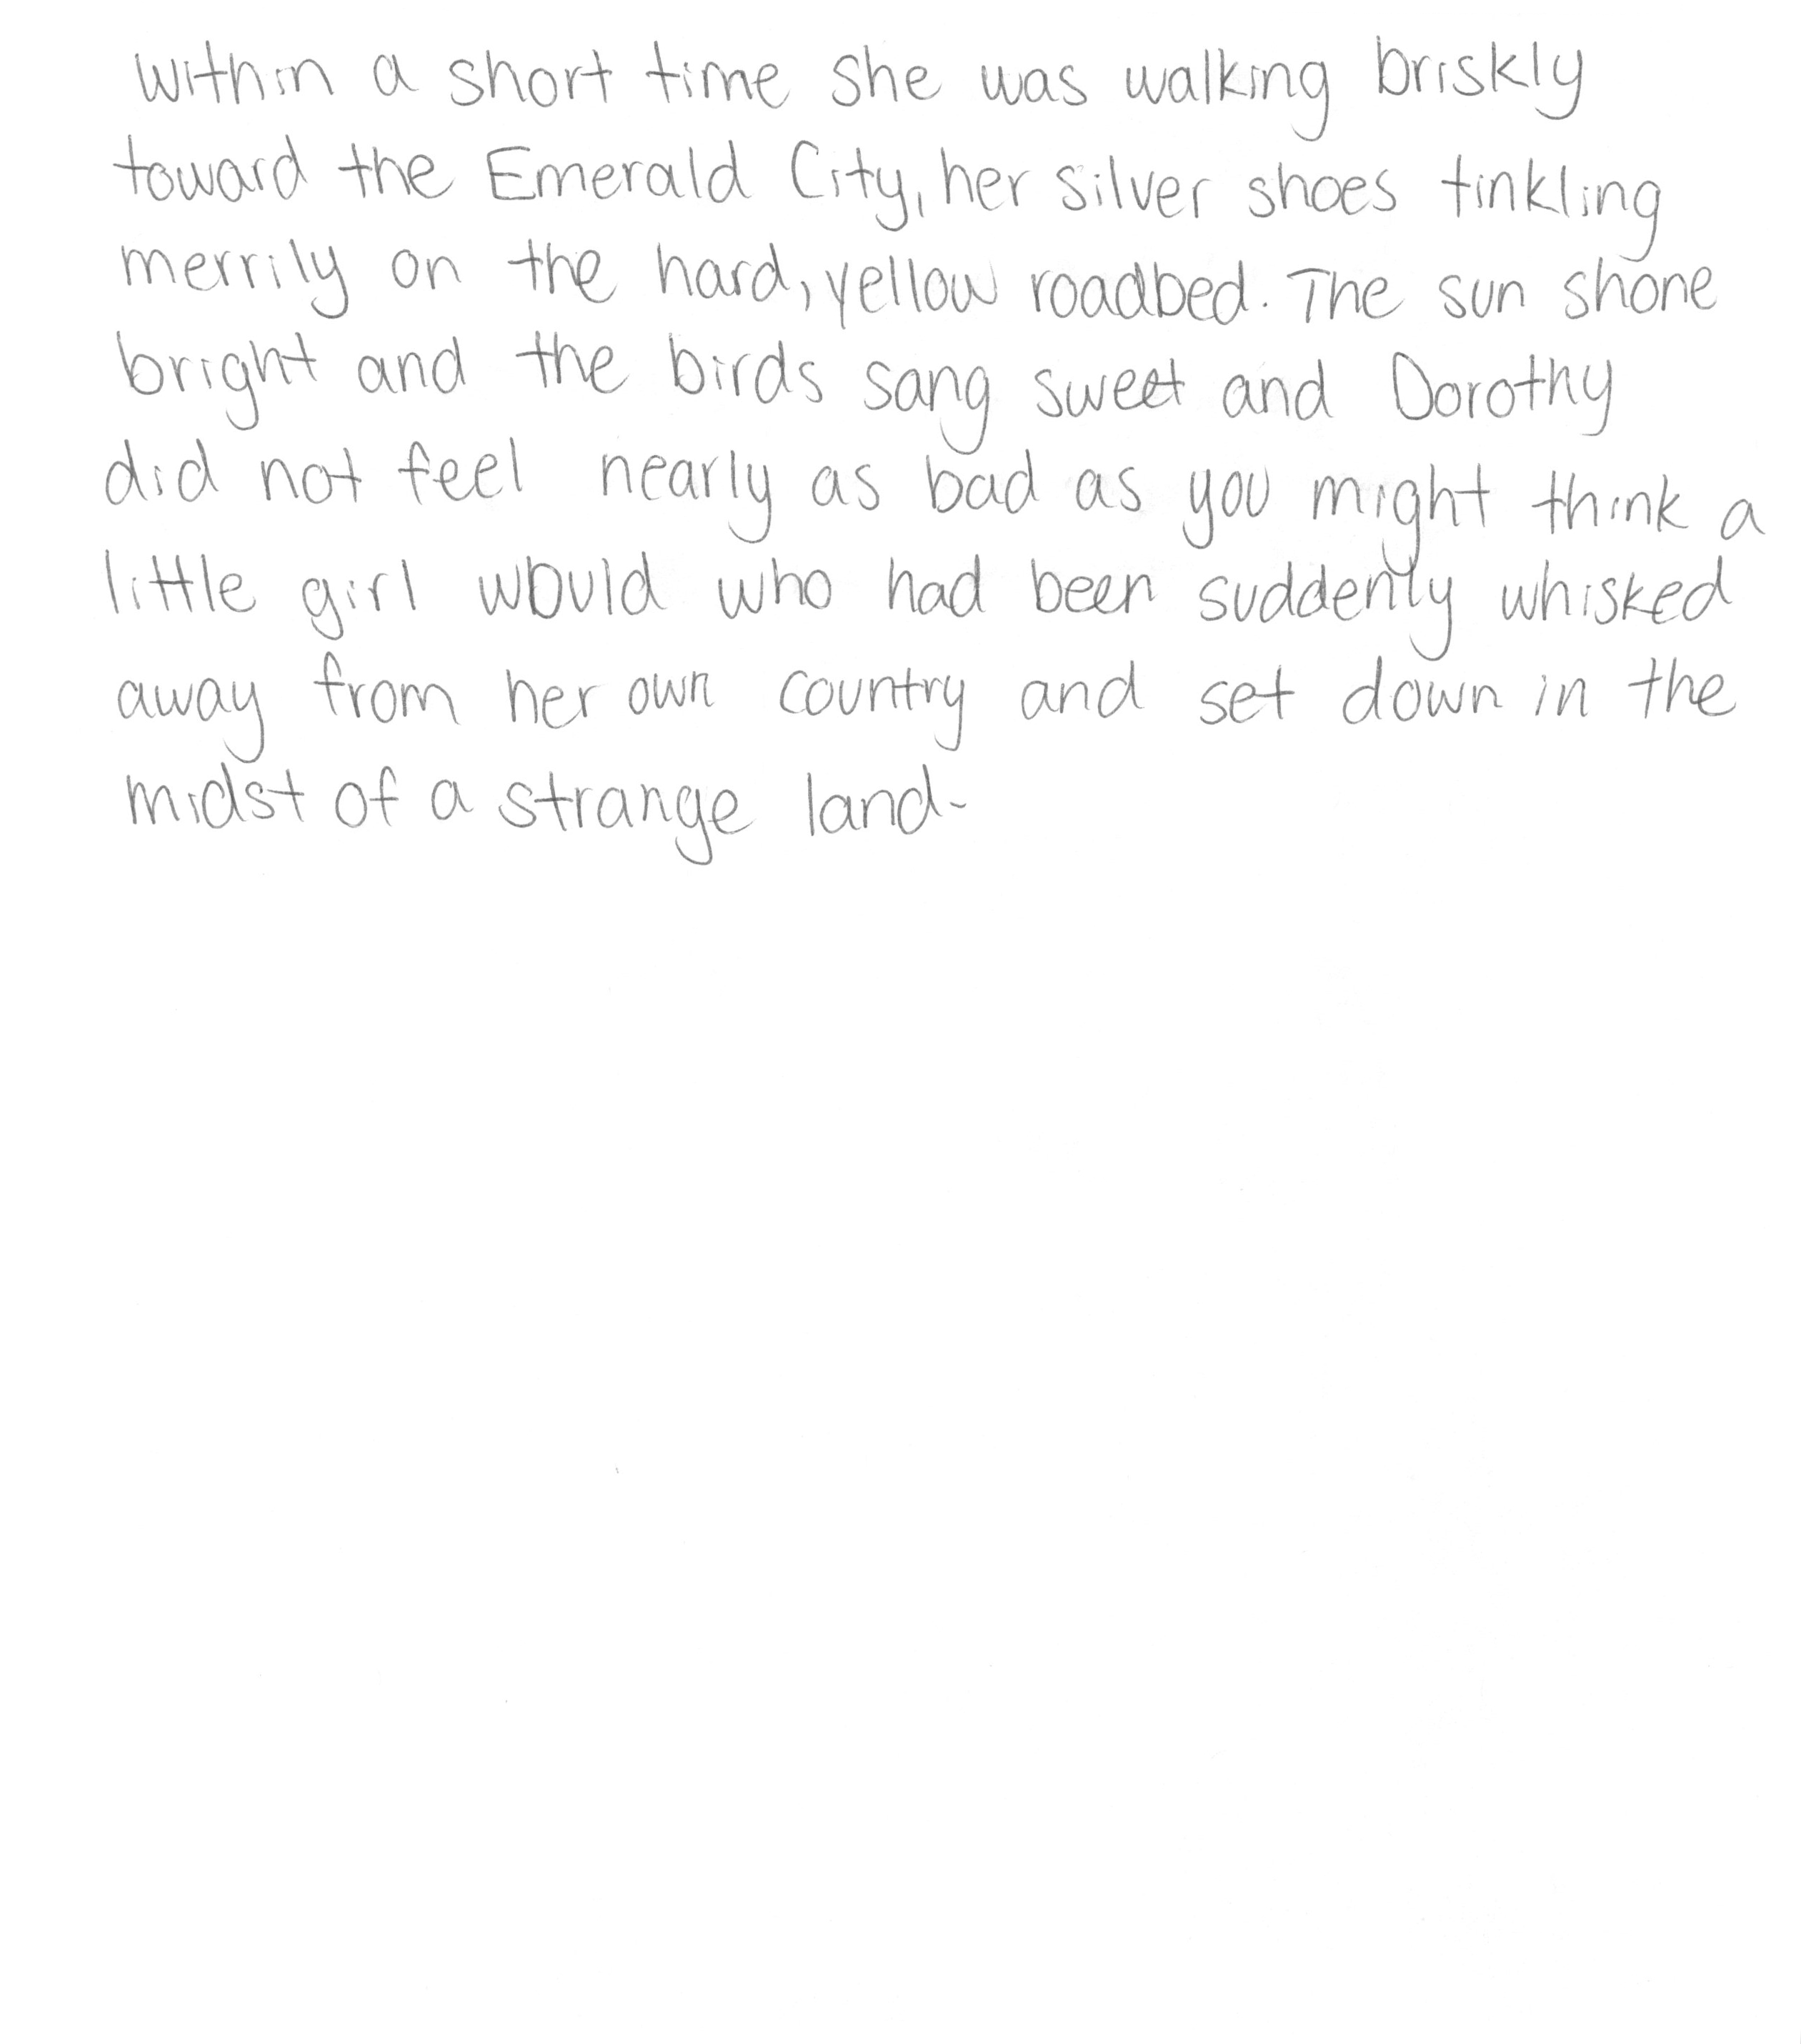 Within a short time she was walking briskly
toward the Emerald City, her silver shoes tinkling
merrily on the hard, yellow roadbed. The sun shone
bright and the birds sang sweet and Dorothy
did not feel nearly as bad as you might think a
little girl would who had been suddenly whisked
away from her own country and set down in the
midst of a strange land-